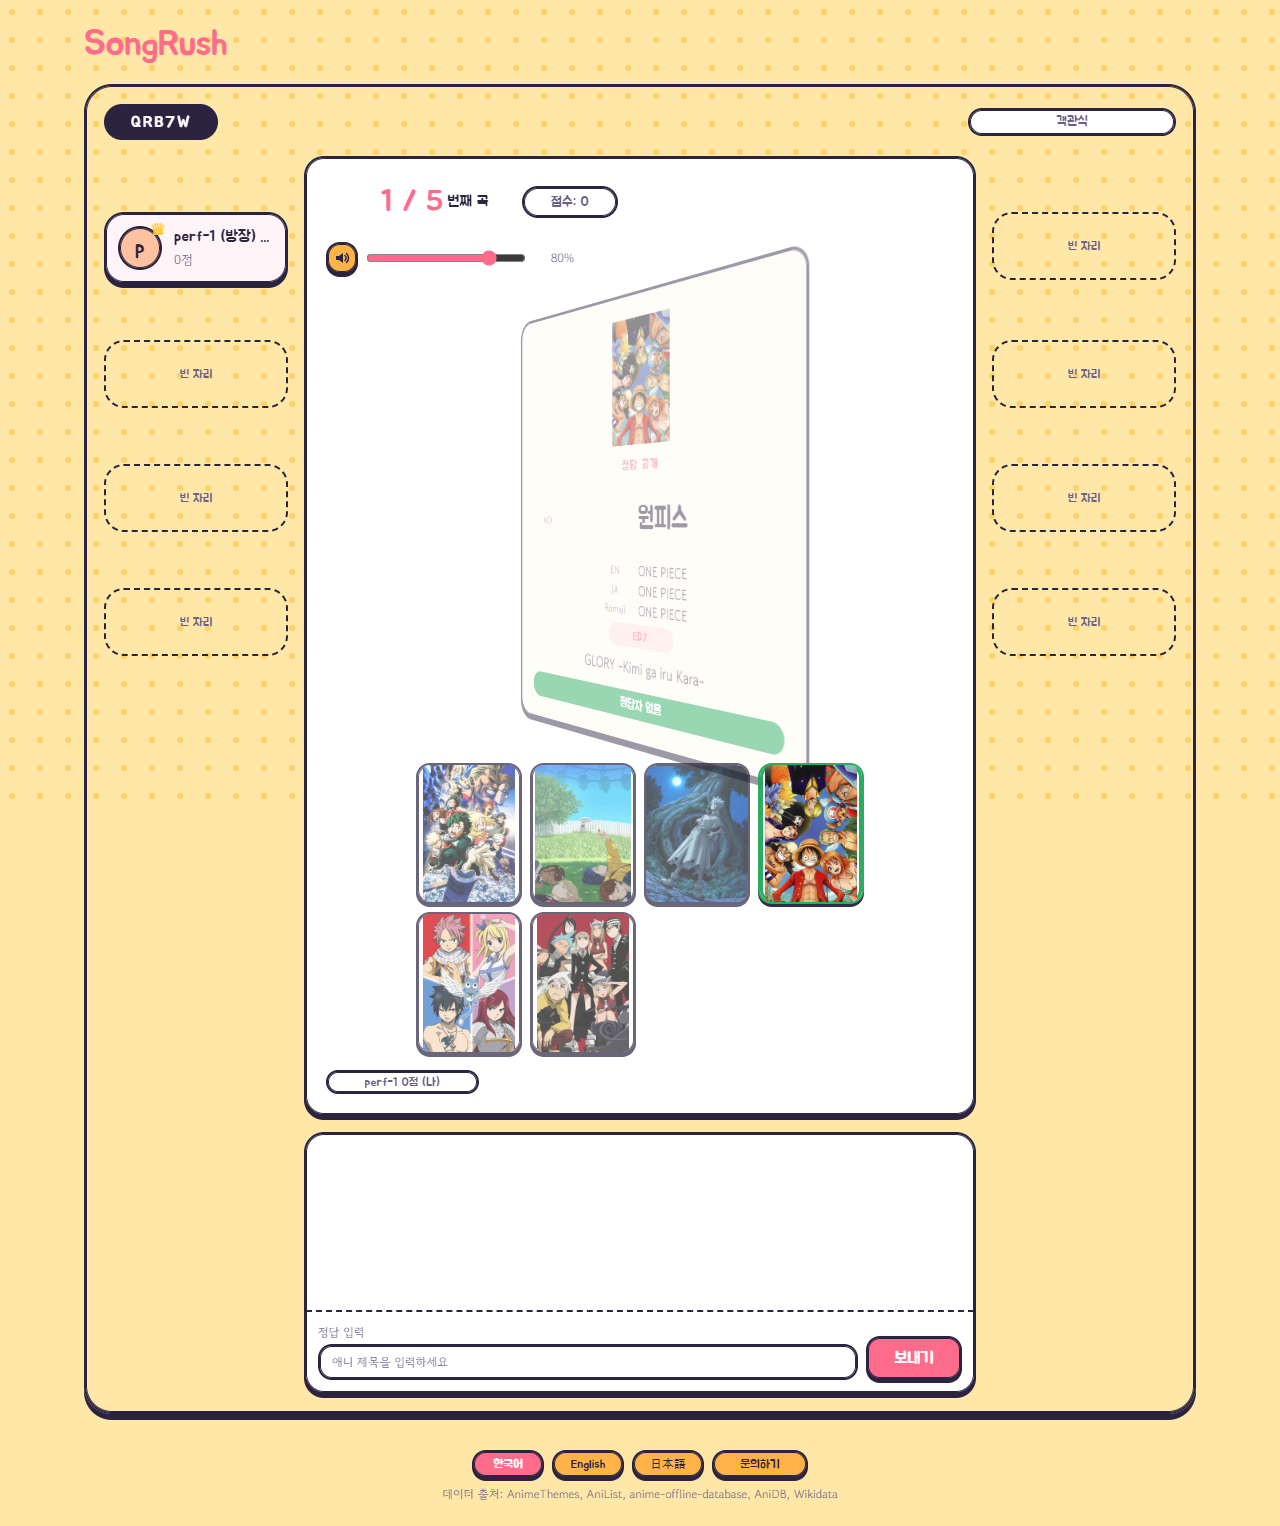 SongRush
QRB7W
객관식
1 / 5 번째 곡
점수: 0
p
perf-1 (방장) ...
0점
80%
빈 자리
빈 자리
빈 자리
빈 자리
빈 자리
빈 자리
빈 자리
정답 공개
KO 원피스
EN ONE PIECE
JA ONE PIECE
Romaji ONE PIECE
ED7
GLORY -Kimi ga iru Kara-
정답자 없음
perf-1 0점 (나)
정답 입력
애니 제목을 입력하세요
보내기
한국어
English
日本語
문의하기
데이터 출처: AnimeThemes, AniList, anime-offline-database, AniDB, Wikidata